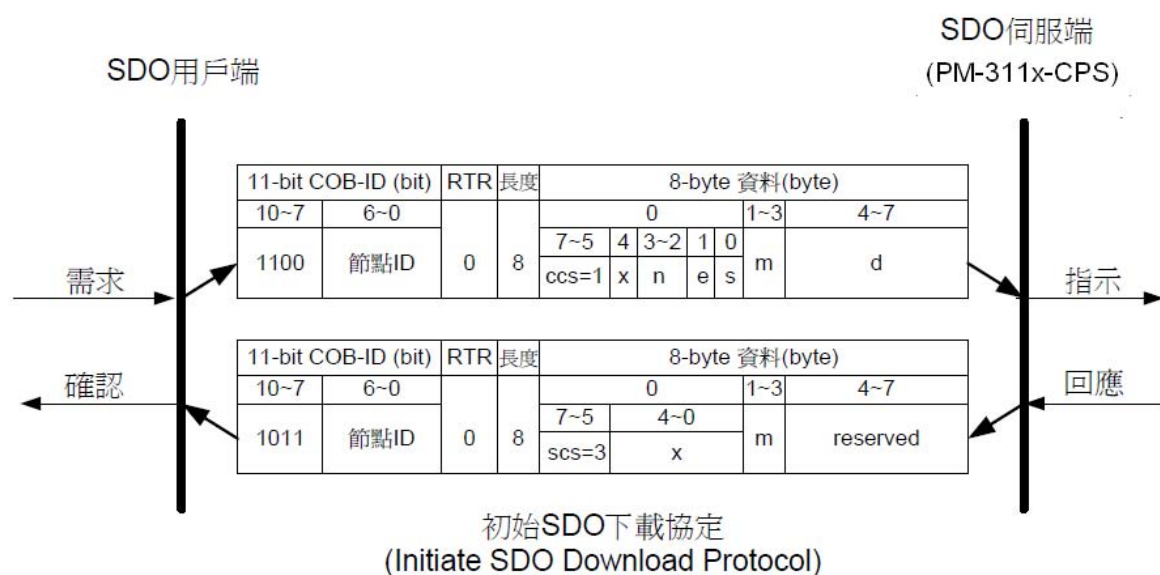 SDO用戶端
SDO伺服端
(PM-311x-CPS)
11-bit COB-ID (bit) RTR 長度 8-byte 資料(byte)
10~7 6~0 0 1~3 4~7
7~5 4 3~2 1 0
1100 節點ID 0 8 m d
ccs=1 x n e s
需求
指示
11-bit COB-ID (bit) RTR 長度 8-byte 資料(byte)
10~7 6~0 0 1~3 4~7
7~5 4~0
1011 節點ID 0 8 m reserved
scs=3 x
確認
回應
初始SDO下載協定
(Initiate SDO Download Protocol)